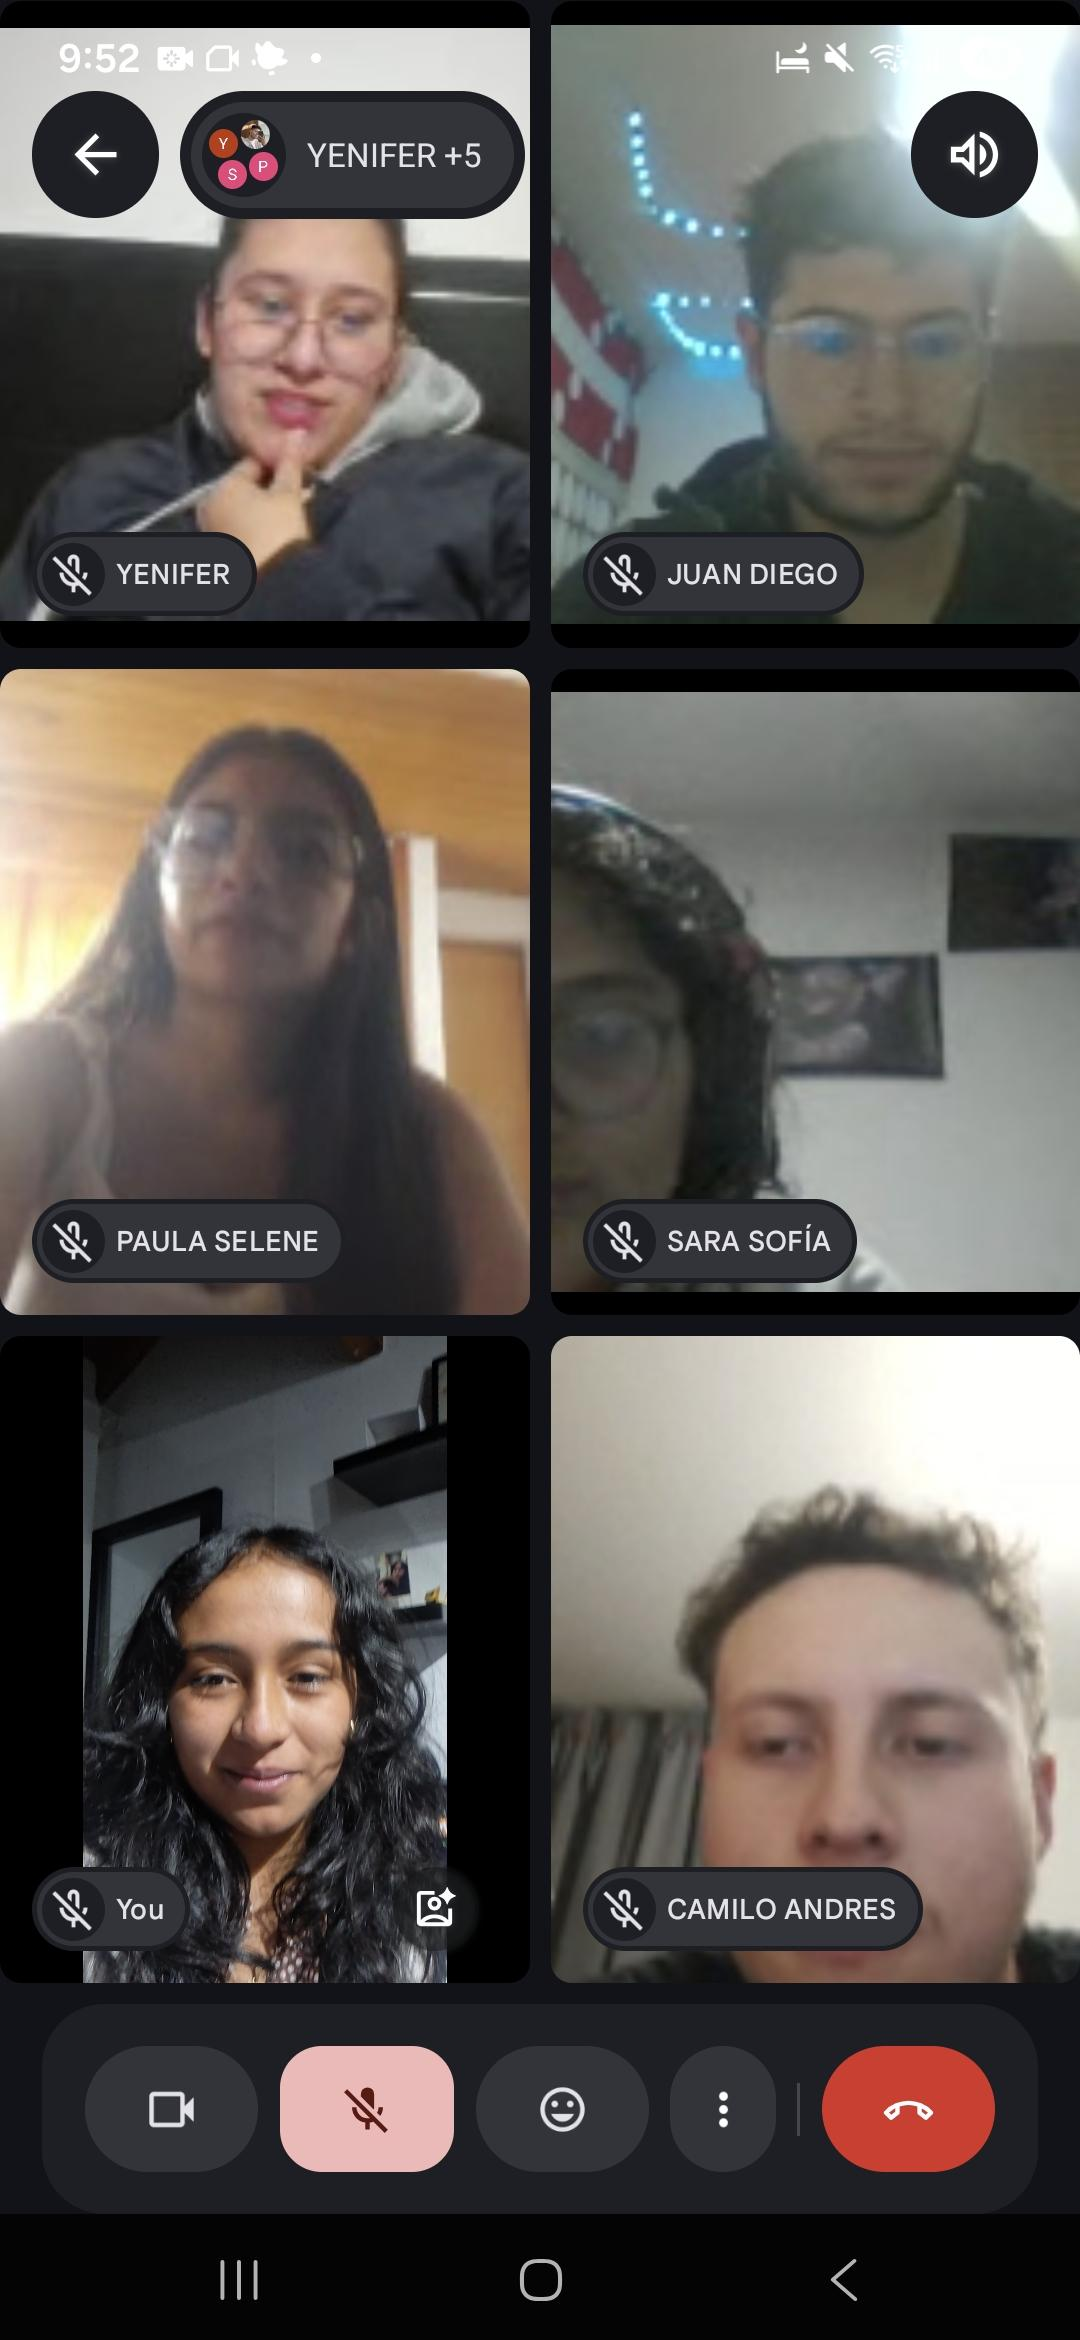 9:52
Y
S
P
YENIFER +5
YENIFER
JUAN DIEGO
PAULA SELENE
SARA SOFÍA
You
CAMILO ANDRES